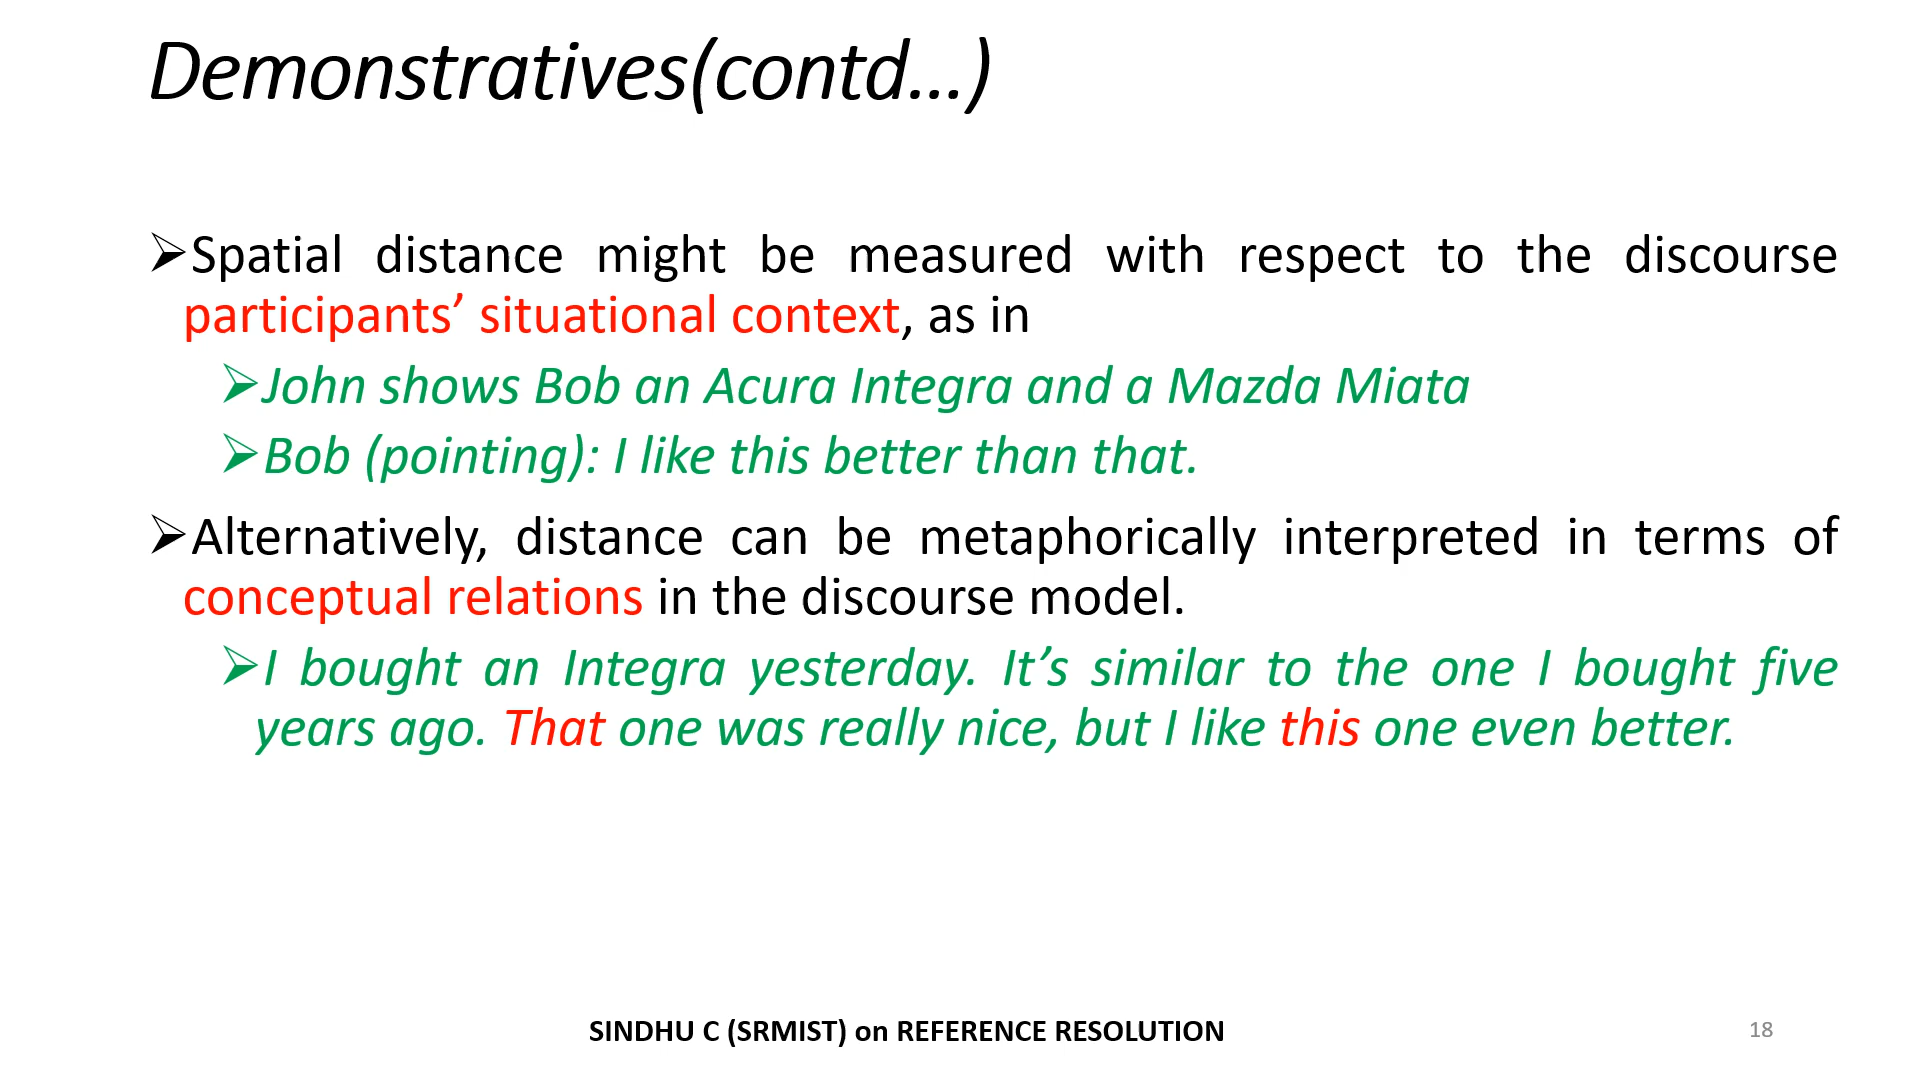 Demonstratives(contd...)
➢Spatial distance might be measured with respect to the discourse
participants’ situational context, as in
➢John shows Bob an Acura Integra and a Mazda Miata
➢Bob (pointing): I like this better than that.
➢Alternatively, distance can be metaphorically interpreted in terms of
conceptual relations in the discourse model.
➢I bought an Integra yesterday. It’s similar to the one I bought five
years ago. That one was really nice, but I like this one even better.
SINDHU C (SRMIST) on REFERENCE RESOLUTION
18